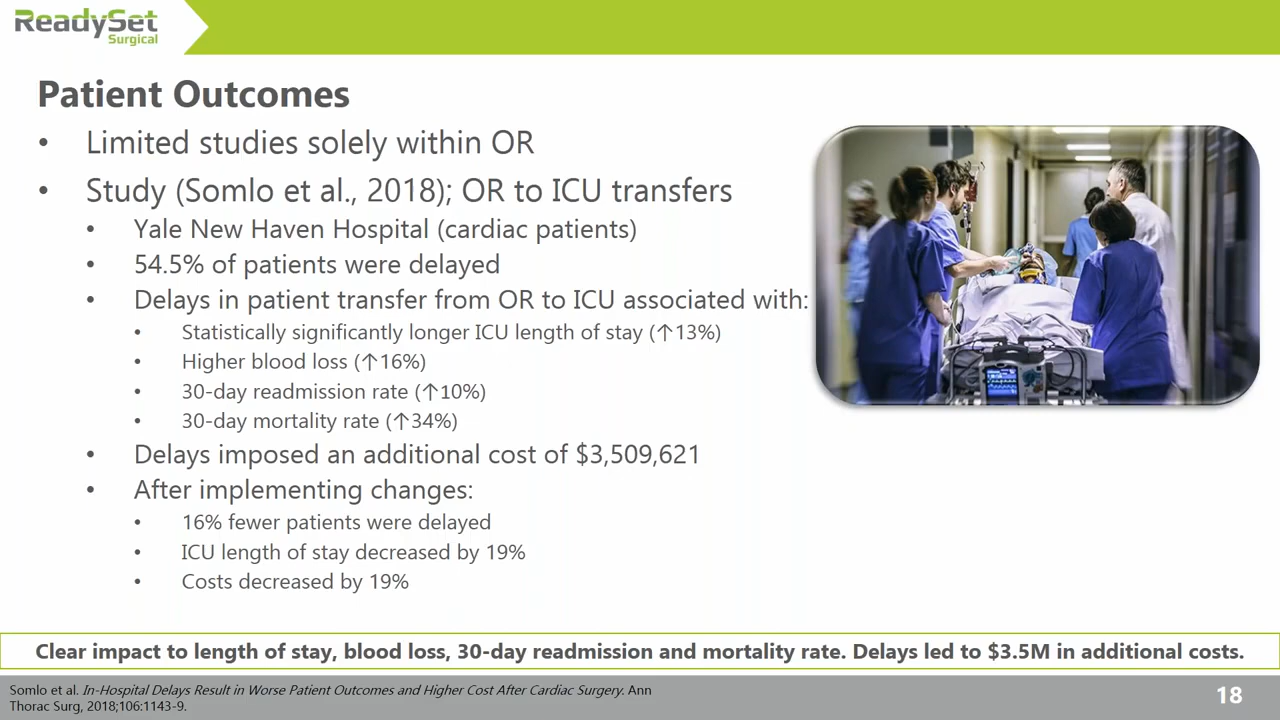 ReadySet
Surgical
Patient Outcomes
• Limited studies solely within OR
• Study (Somlo et al., 2018); OR to ICU transfers
• Yale New Haven Hospital (cardiac patients)
• 54.5% of patients were delayed
• Delays in patient transfer from OR to ICU associated with:
• Statistically significantly longer ICU length of stay (↑13%)
• Higher blood loss (↑16%)
• 30-day readmission rate (↑10%)
• 30-day mortality rate (↑34%)
• Delays imposed an additional cost of $3,509,621
• After implementing changes:
• 16% fewer patients were delayed
• ICU length of stay decreased by 19%
• Costs decreased by 19%
Clear impact to length of stay, blood loss, 30-day readmission and mortality rate. Delays led to $3.5M in additional costs.
Somlo et al. In-Hospital Delays Result in Worse Patient Outcomes and Higher Cost After Cardiac Surgery. Ann
Thorac Surg, 2018;106:1143-9.
18